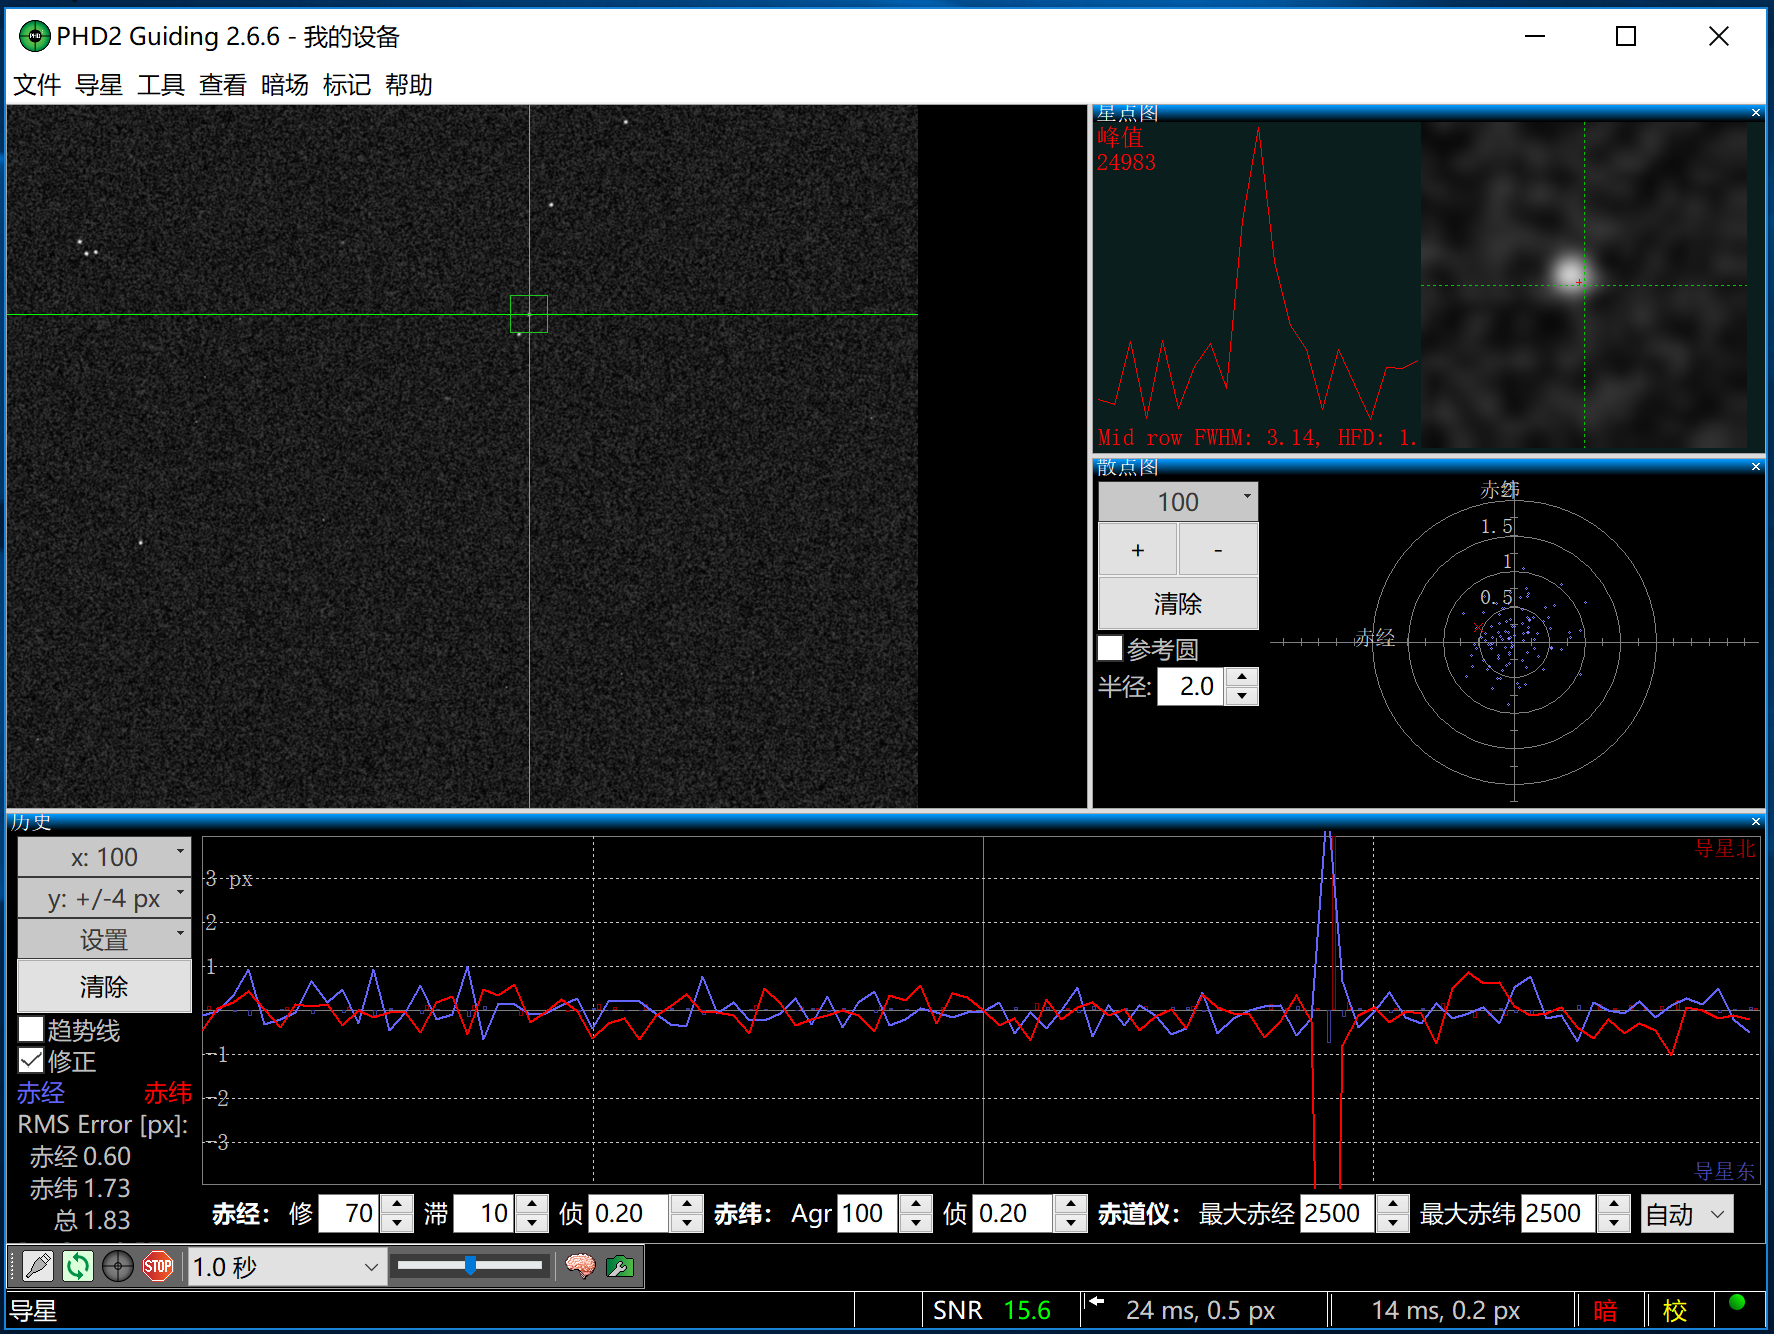 PHD2 Guiding 2.6.6 - 我的设备
文件 导星 工具 查看 暗场 标记 帮助
星点图
峰值
24983
Mid row FWHM: 3.14, HFD: 1.
散点图
100
+ -
清除
参考圆
半径: 2.0
赤纬
1.5
1
0.5
赤经
历史
x: 100
y: +/-4 px
设置
清除
趋势线
修正
赤经 赤纬
RMS Error [px]:
赤经 0.60
赤纬 1.73
总 1.83
导星北
3 px
2
1
-1
-2
-3
导星东
赤经: 修 70 滞 10 侦 0.20 赤纬: Agr 100 侦 0.20 赤道仪: 最大赤经 2500 最大赤纬 2500 自动
STOP 1.0 秒
导星 SNR 15.6 24 ms, 0.5 px 14 ms, 0.2 px 暗 校